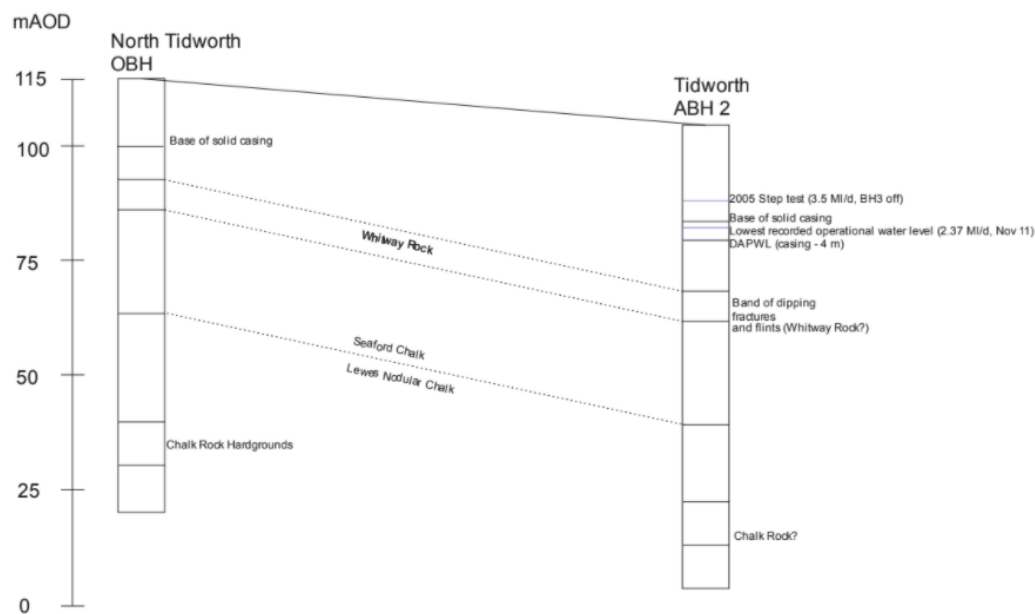 mAOD
North Tidworth
OBH
Tidworth
ABH 2
115
100
75
50
25
0
Base of solid casing
Whitway Rock
Seaford Chalk
Lewes Nodular Chalk
Chalk Rock Hardgrounds
2005 Step test (3.5 Ml/d, BH3 off)
Base of solid casing
Lowest recorded operational water level (2.37 Ml/d, Nov 11)
DAPWL (casing - 4 m)
Band of dipping
fractures
and flints (Whitway Rock?)
Chalk Rock?